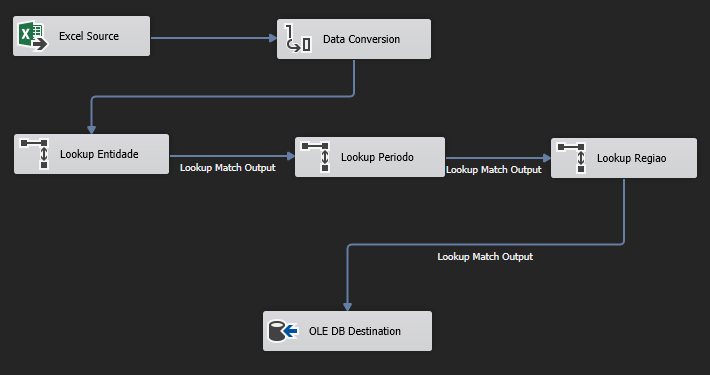 Excel Source
Data Conversion
Lookup Entidade
Lookup Match Output
Lookup Periodo
Lookup Match Output
Lookup Regiao
Lookup Match Output
OLE DB Destination